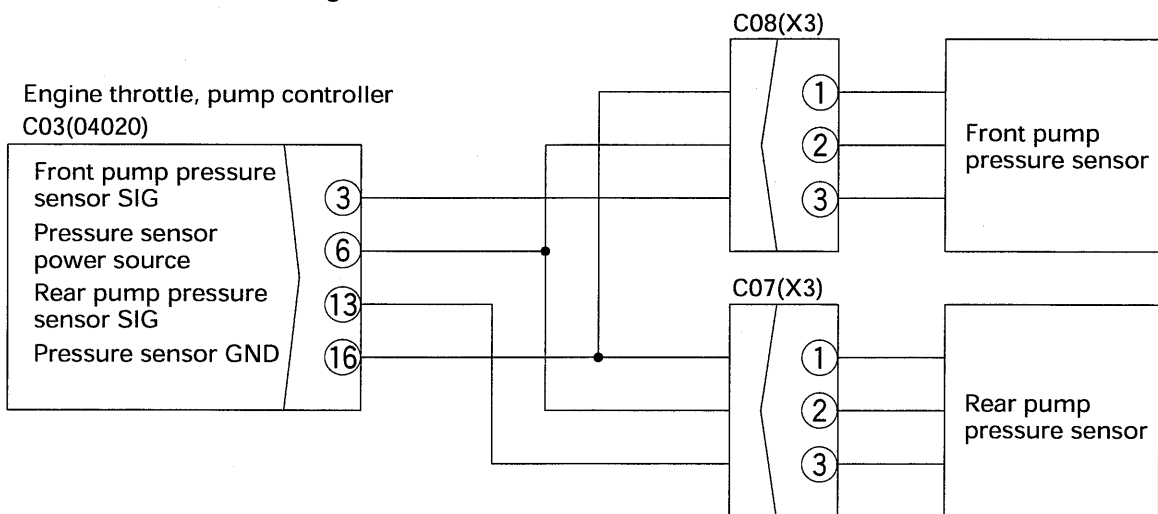 C08(X3)
Engine throttle, pump controller
C03(04020)
Front pump pressure
sensor SIG
3
Pressure sensor
power source
6
Rear pump pressure
sensor SIG
13
Pressure sensor GND
16
1
2
3
Front pump
pressure sensor
C07(X3)
1
2
3
Rear pump
pressure sensor